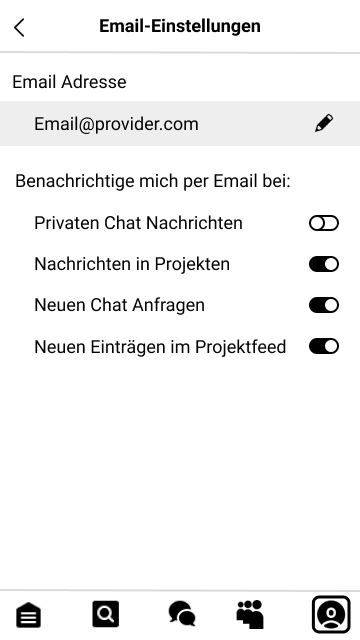 Email-Einstellungen
Email Adresse
Email@provider.com
Benachrichtige mich per Email bei:
Privaten Chat Nachrichten
Nachrichten in Projekten
Neuen Chat Anfragen
Neuen Einträgen im Projektfeed